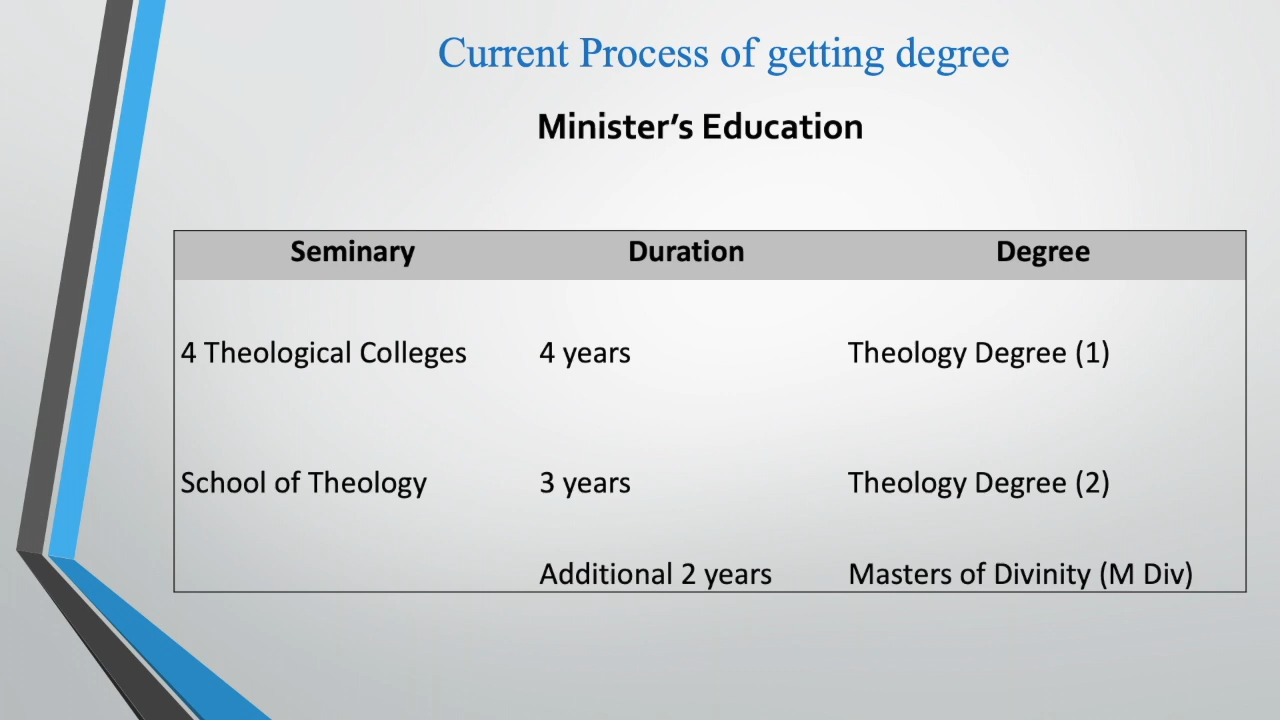 Current Process of getting degree
Minister’s Education
Seminary Duration Degree
4 Theological Colleges 4 years Theology Degree (1)
School of Theology 3 years Theology Degree (2)
Additional 2 years Masters of Divinity (M Div)